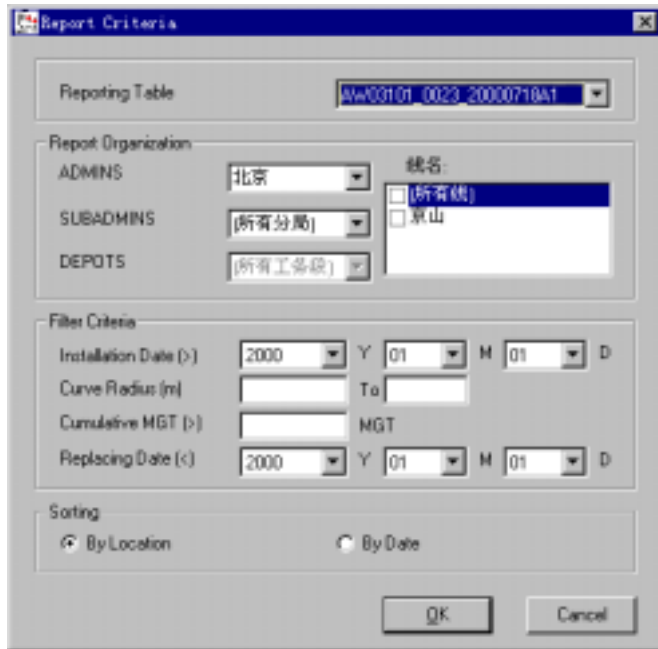 Report Criteria
Reporting Table WW03101_0023_20000718A1
Report Organization
ADMINS 北京 线名:
(所有线)
SUBADMINS (所有分局) 京山
DEPOTS (所有工务段)
Filter Criteria
Installation Date (>) 2000 Y 01 M 01 D
Curve Radius (m) To
Cumulative MGT (>) MGT
Replacing Date (<) 2000 Y 01 M 01 D
Sorting
By Location By Date
OK Cancel